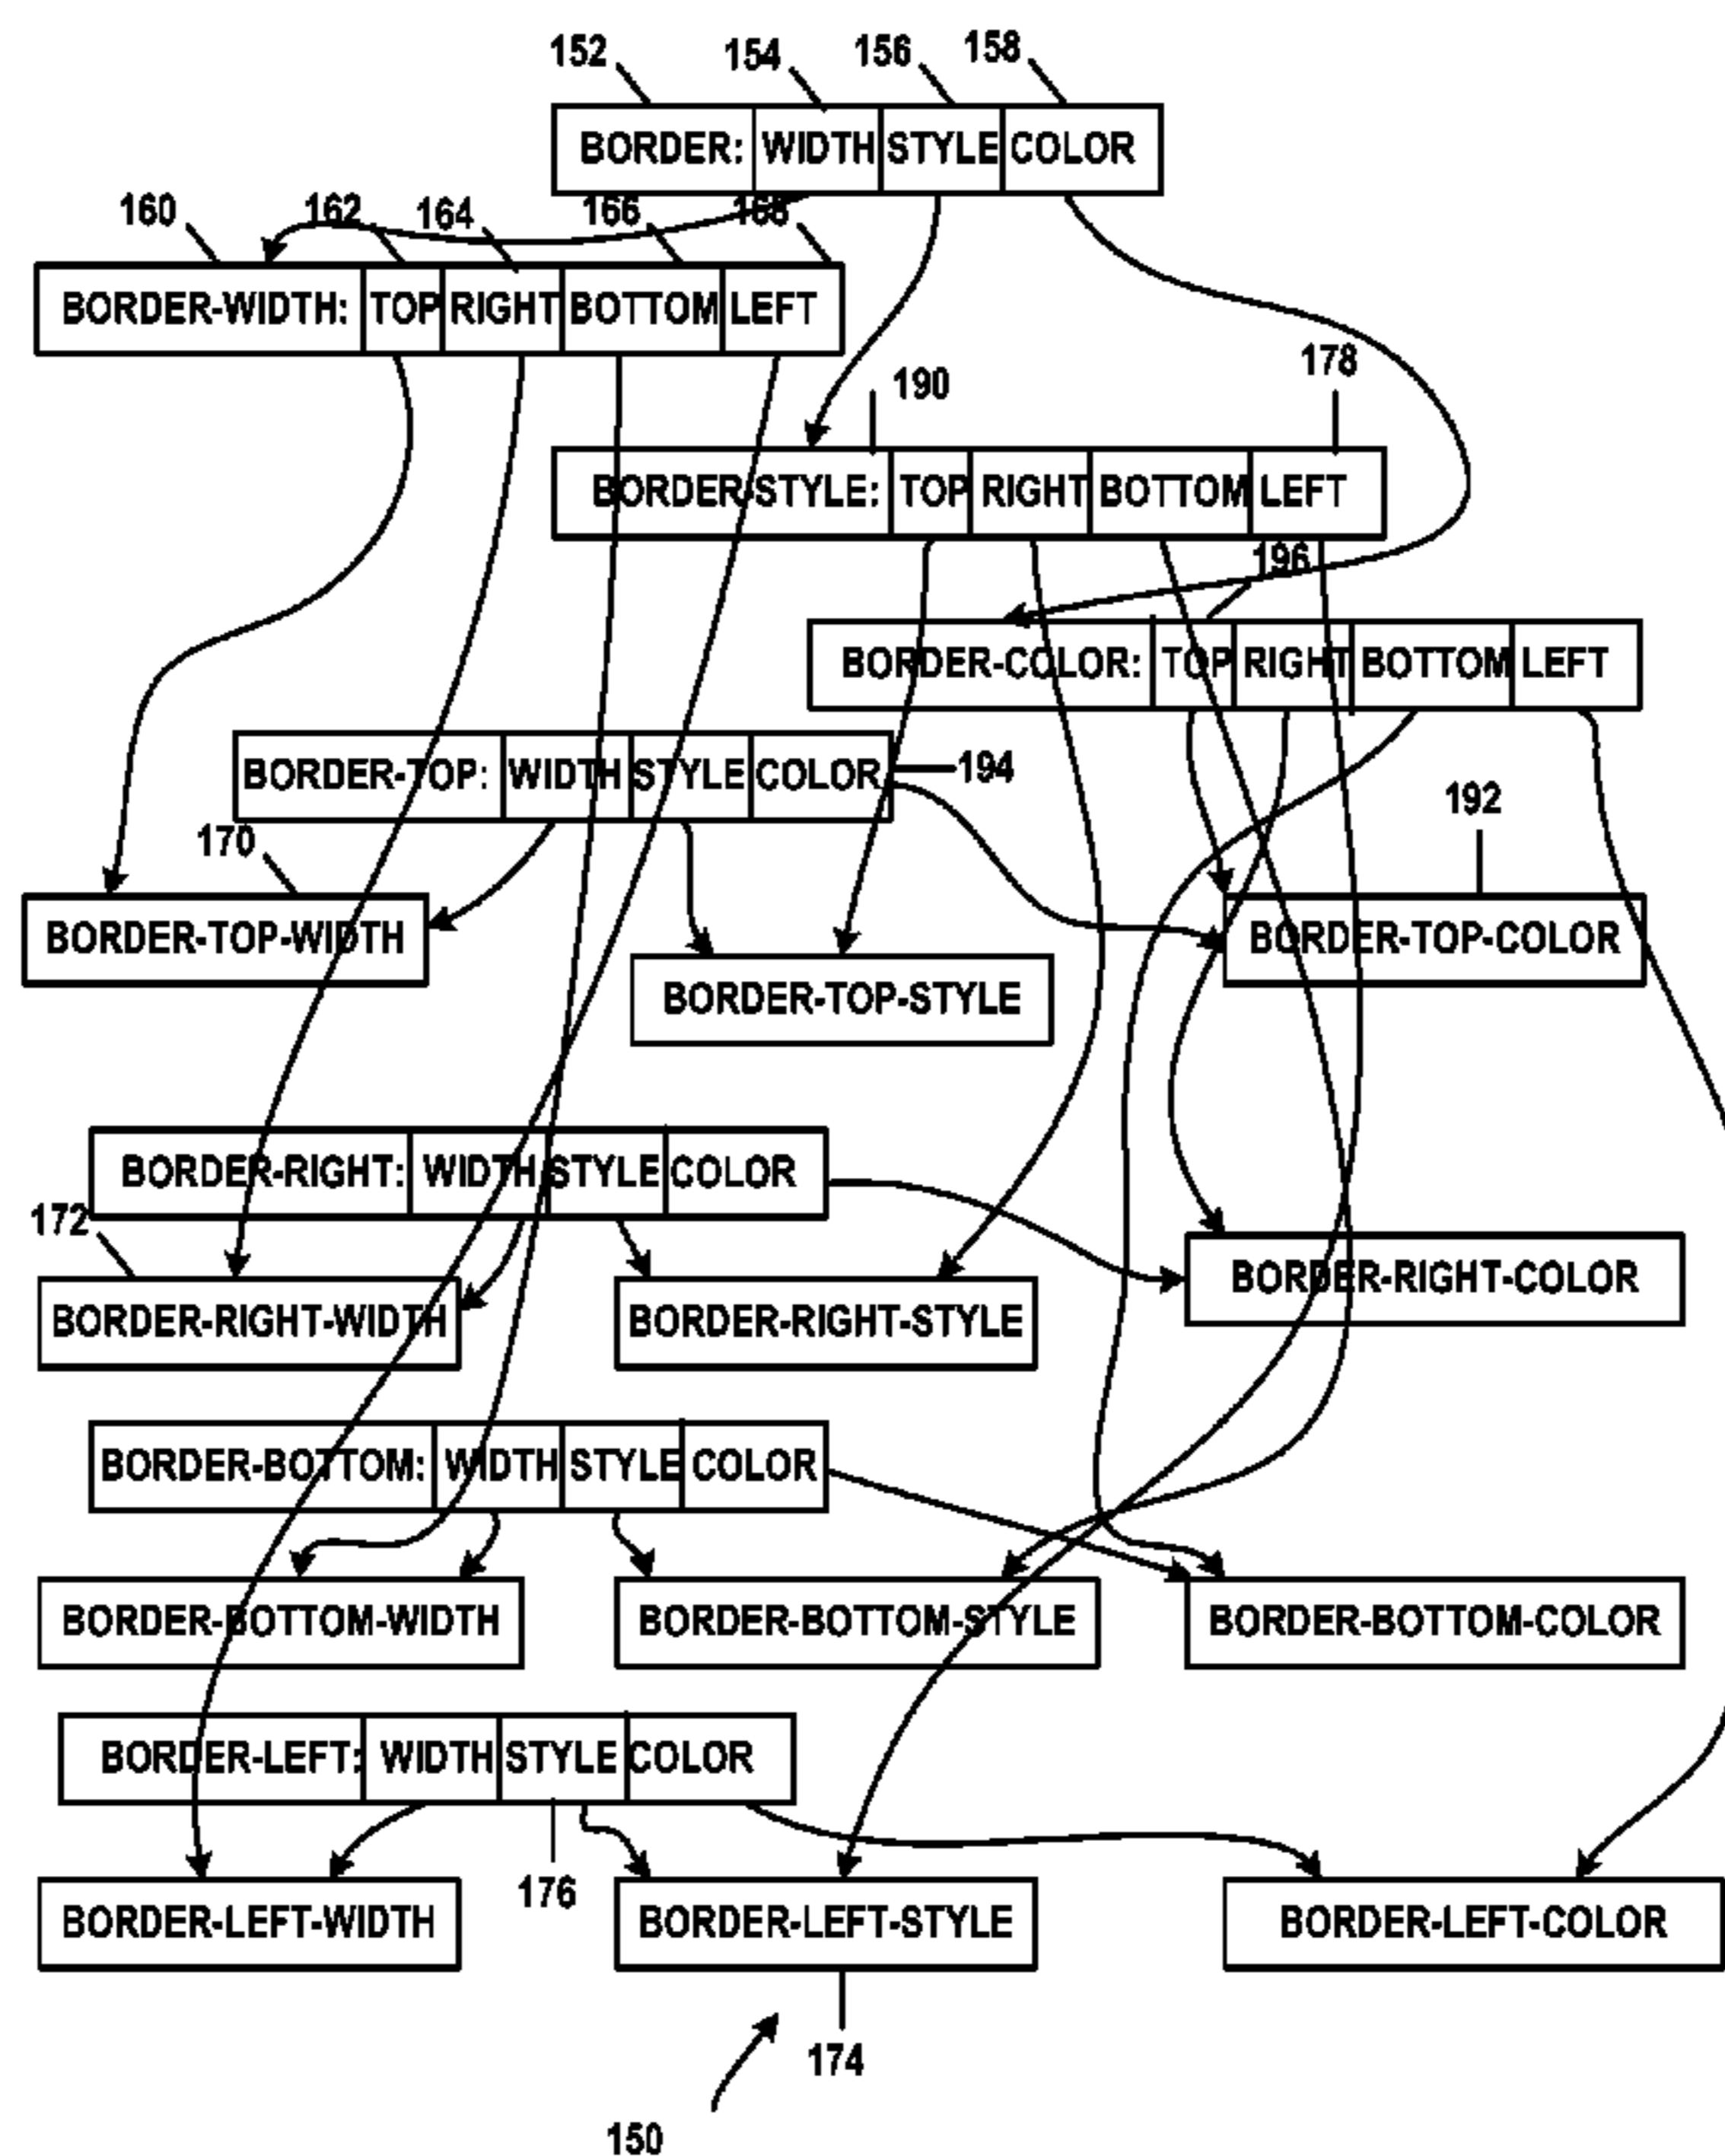 152 154 156 158
BORDER: WIDTH STYLE COLOR
160 162 164 166 168
BORDER-WIDTH: TOP RIGHT BOTTOM LEFT
190 178
BORDER-STYLE: TOP RIGHT BOTTOM LEFT
196
BORDER-COLOR: TOP RIGHT BOTTOM LEFT
BORDER-TOP: WIDTH STYLE COLOR 194
170 192
BORDER-TOP-WIDTH BORDER-TOP-COLOR
BORDER-TOP-STYLE
BORDER-RIGHT: WIDTH STYLE COLOR
172
BORDER-RIGHT-WIDTH BORDER-RIGHT-STYLE BORDER-RIGHT-COLOR
BORDER-BOTTOM: WIDTH STYLE COLOR
BORDER-BOTTOM-WIDTH BORDER-BOTTOM-STYLE BORDER-BOTTOM-COLOR
BORDER-LEFT: WIDTH STYLE COLOR
176
BORDER-LEFT-WIDTH BORDER-LEFT-STYLE BORDER-LEFT-COLOR
174
150